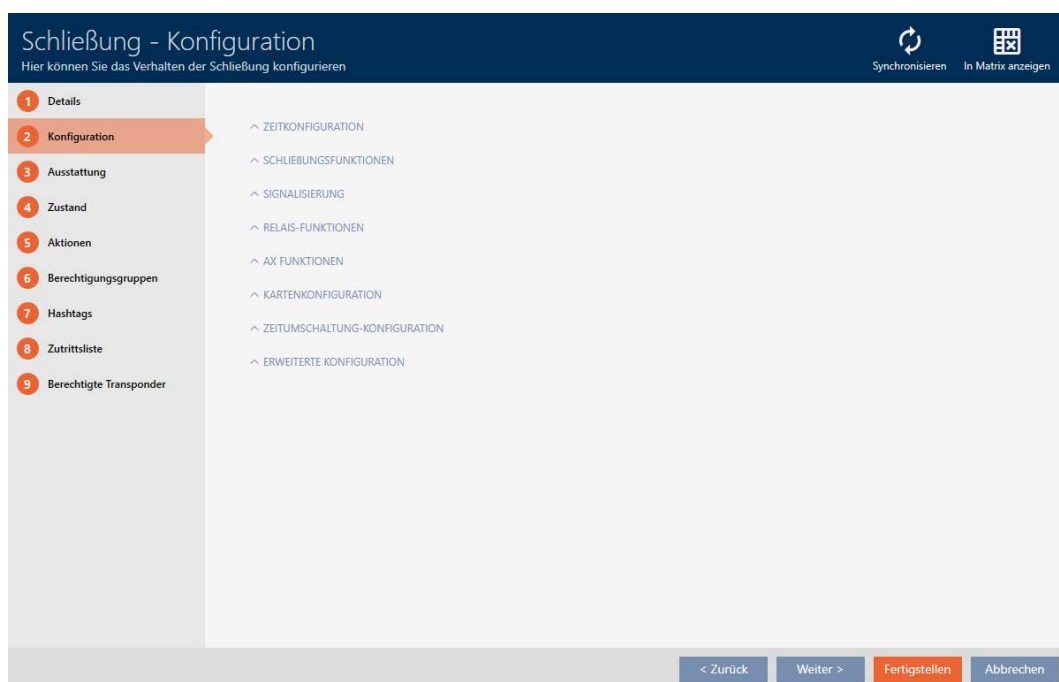 Schließung - Konfiguration
Hier können Sie das Verhalten der Schließung konfigurieren
Synchronisieren
In Matrix anzeigen
1 Details
2 Konfiguration
3 Ausstattung
4 Zustand
5 Aktionen
6 Berechtigungsgruppen
7 Hashtags
8 Zutrittsliste
9 Berechtigte Transponder
ZEITKONFIGURATION
SCHLIEßUNGSFUNKTIONEN
SIGNALISIERUNG
RELAIS-FUNKTIONEN
AX FUNKTIONEN
KARTENKONFIGURATION
ZEITUMSCHALTUNG-KONFIGURATION
ERWEITERTE KONFIGURATION
< Zurück
Weiter >
Fertigstellen
Abbrechen